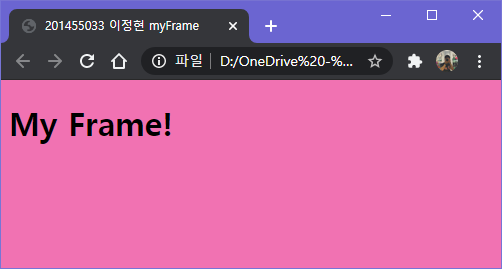 201455033 이정현 myFrame
파일 D:/OneDrive%20-%...
My Frame!